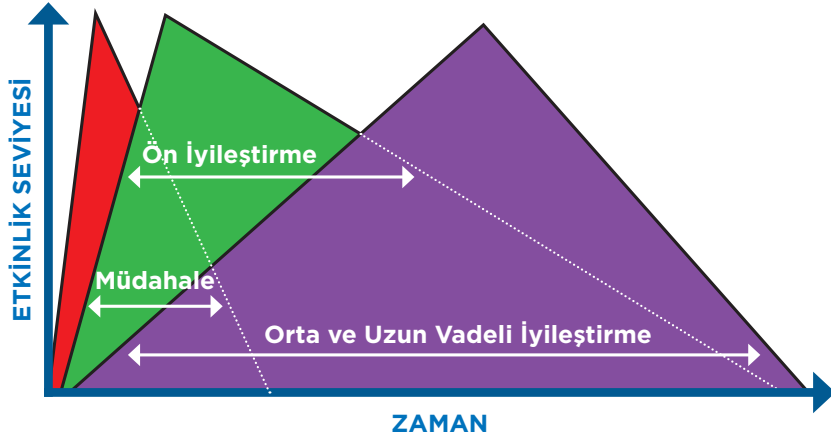 ETKİNLİK SEVİYESİ
Ön İyileştirme
Müdahale
Orta ve Uzun Vadeli İyileştirme
ZAMAN